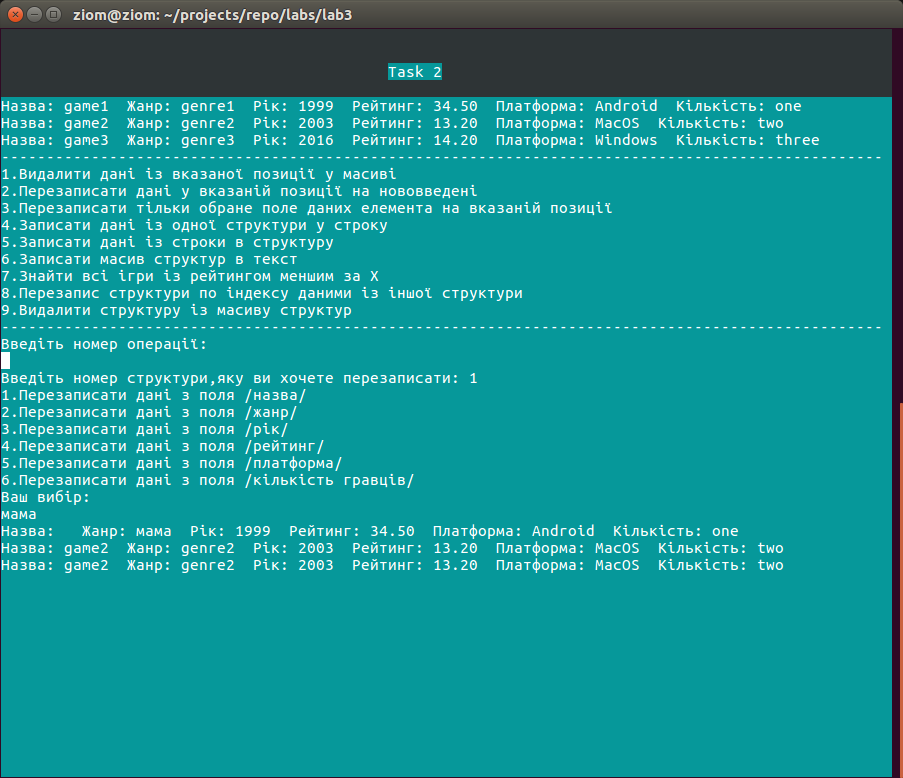 ziom@ziom: ~/projects/repo/labs/lab3
Task 2
Назва: game1  Жанр: genre1  Рік: 1999  Рейтинг: 34.50  Платформа: Android  Кількість: one
Назва: game2  Жанр: genre2  Рік: 2003  Рейтинг: 13.20  Платформа: MacOS  Кількість: two
Назва: game3  Жанр: genre3  Рік: 2016  Рейтинг: 14.20  Платформа: Windows  Кількість: three
--------------------------------------------------------------------------------------------------
1.Видалити дані із вказаної позиції у масиві
2.Перезаписати дані у вказаній позиції на нововведені
3.Перезаписати тільки обране поле даних елемента на вказаній позиції
4.Записати дані із одної структури у строку
5.Записати дані із строки в структуру
6.Записати масив структур в текст
7.Знайти всі ігри із рейтингом меншим за X
8.Перезапис структури по індексу даними із іншої структури
9.Видалити структуру із масиву структур
--------------------------------------------------------------------------------------------------
Введіть номер операції:
Введіть номер структури,яку ви хочете перезаписати: 1
1.Перезаписати дані з поля /назва/
2.Перезаписати дані з поля /жанр/
3.Перезаписати дані з поля /рік/
4.Перезаписати дані з поля /рейтинг/
5.Перезаписати дані з поля /платформа/
6.Перезаписати дані з поля /кількість гравців/
Ваш вибір:
мама
Назва:   Жанр: мама  Рік: 1999  Рейтинг: 34.50  Платформа: Android  Кількість: one
Назва: game2  Жанр: genre2  Рік: 2003  Рейтинг: 13.20  Платформа: MacOS  Кількість: two
Назва: game2  Жанр: genre2  Рік: 2003  Рейтинг: 13.20  Платформа: MacOS  Кількість: two